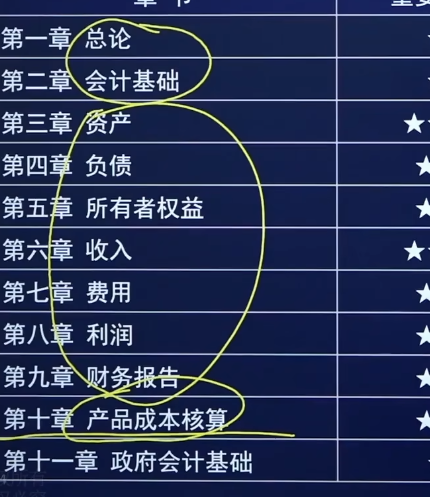 章 节
第一章 总论
第二章 会计基础
第三章 资产 ★
第四章 负债 ★
第五章 所有者权益 ★
第六章 收入 ★
第七章 费用 ★
第八章 利润 ★
第九章 财务报告 ★
第十章 产品成本核算 ★
第十一章 政府会计基础